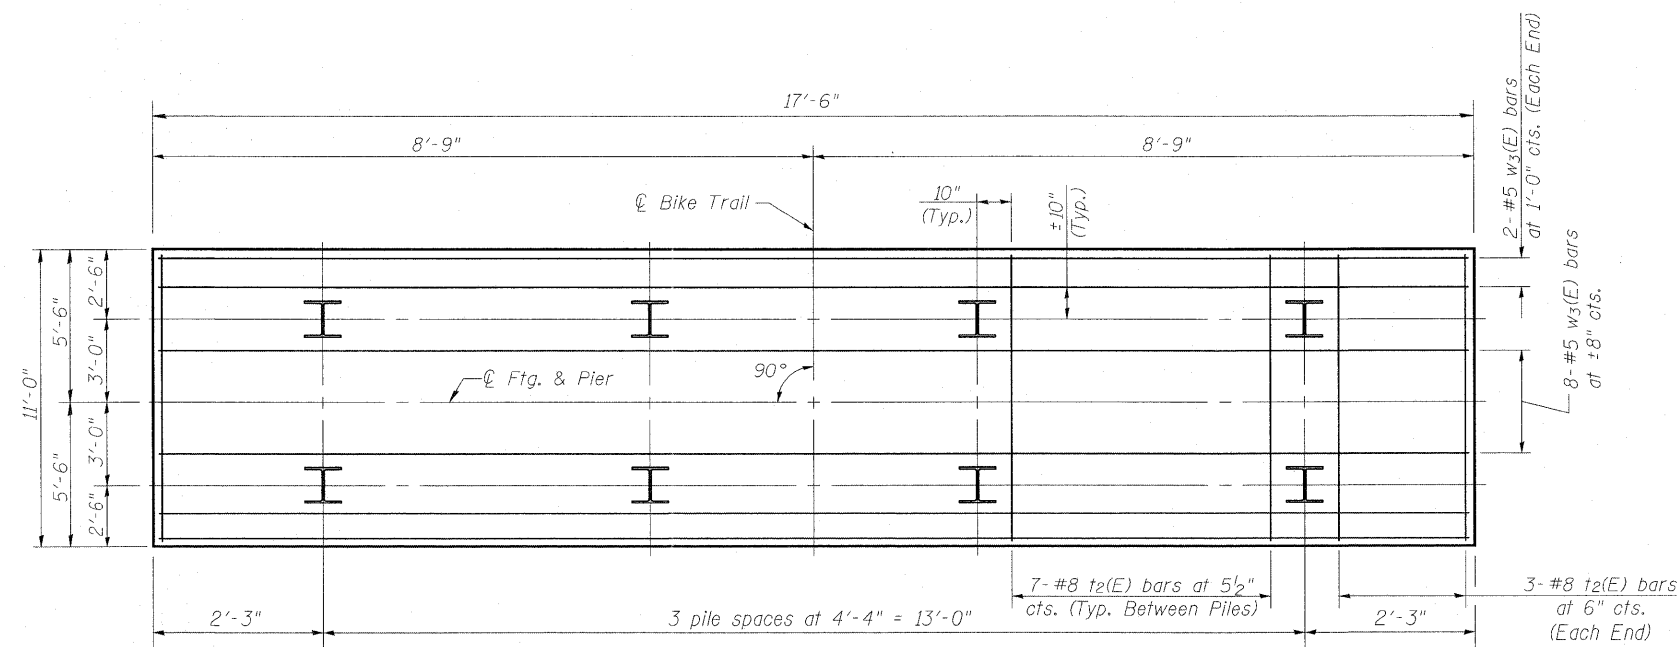 17'-6"
8'-9"
8'-9"
℄ Bike Trail
10"
(Typ.)
±10"
(Typ.)
2- #5 w3(E) bars
at 1'-0" cts. (Each End)
8- #5 w3(E) bars
at ±8" cts.
11'-0"
5'-6"
5'-6"
2'-6"
3'-0"
3'-0"
2'-6"
℄ Ftg. & Pier
90°
7- #8 t2(E) bars at 5½"
cts. (Typ. Between Piles)
3- #8 t2(E) bars
at 6" cts.
(Each End)
2'-3"
3 pile spaces at 4'-4" = 13'-0"
2'-3"